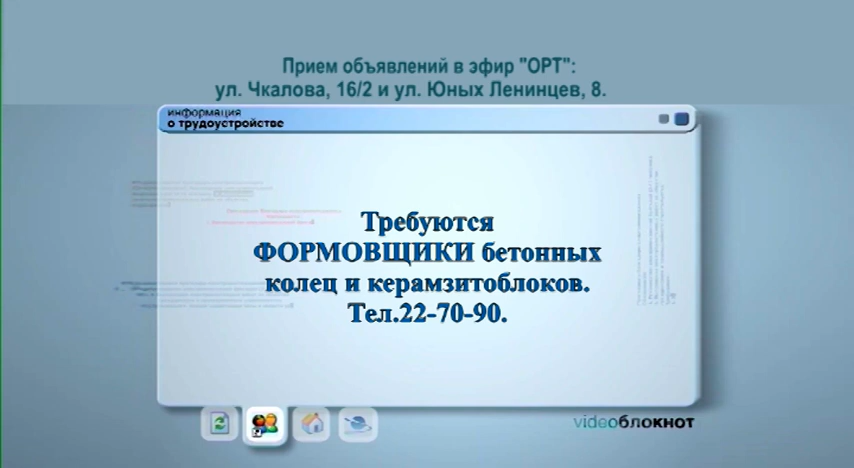 Прием объявлений в эфир "ОРТ":
ул. Чкалова, 16/2 и ул. Юных Ленинцев, 8.
информация
о трудоустройстве
Требуются
ФОРМОВЩИКИ бетонных
колец и керамзитоблоков.
Тел.22-70-90.
videoблокнот